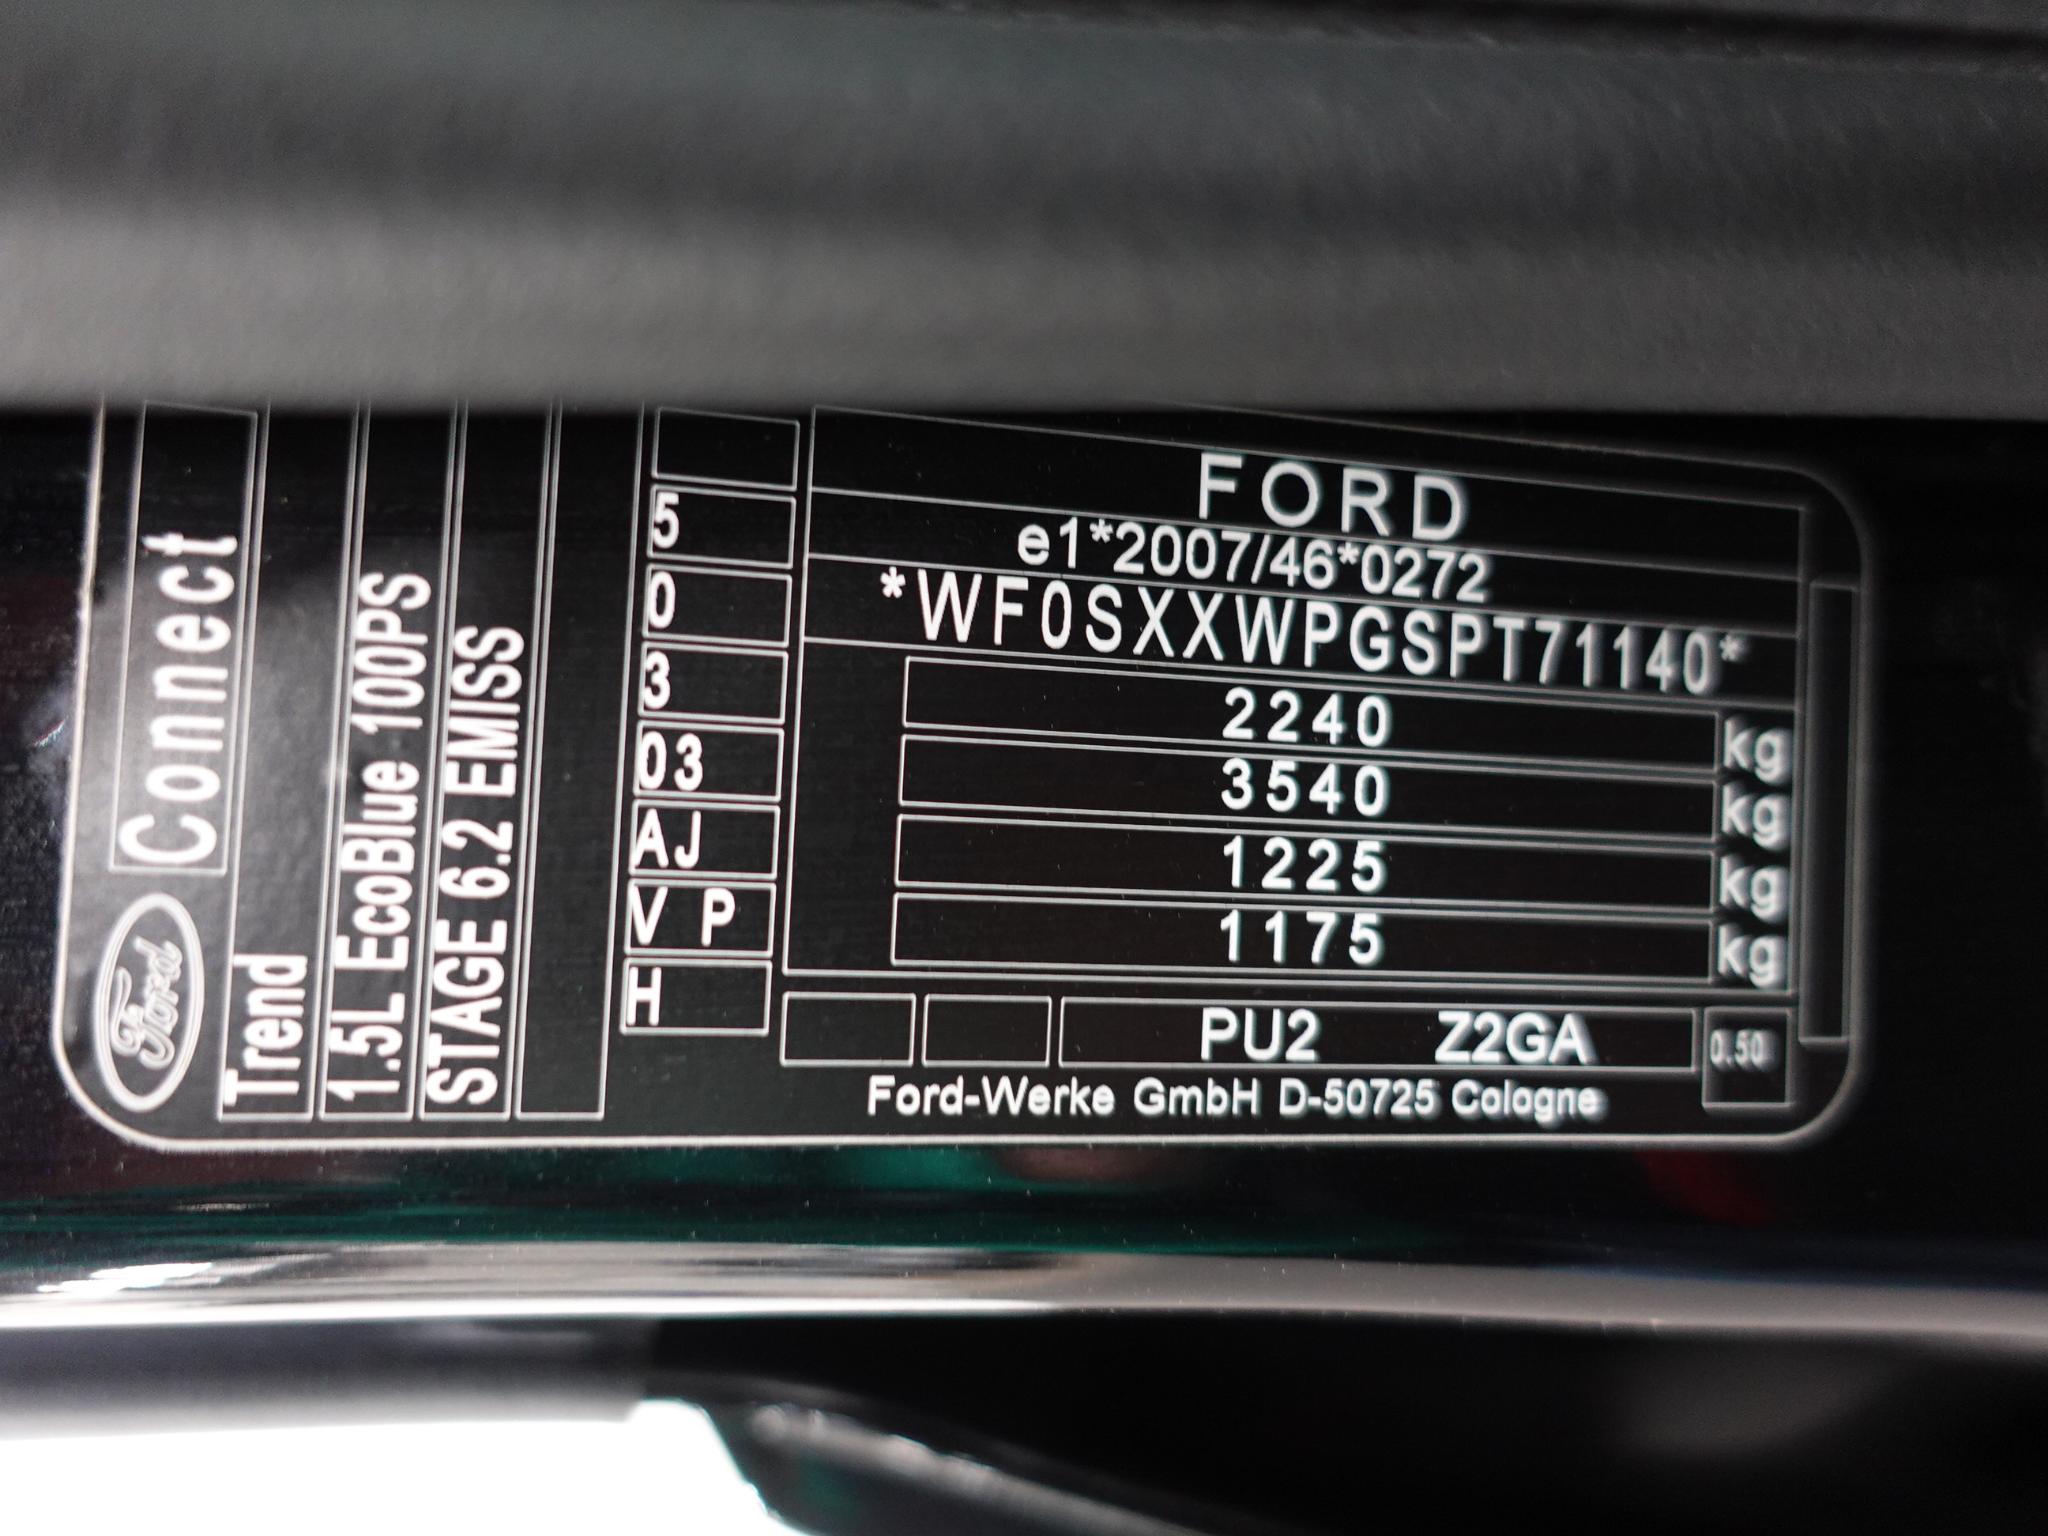 Ford
Connect
Trend
1.5L EcoBlue 100PS
STAGE 6.2 EMISS
5
0
3
03
AJ
V P
H
FORD
e1*2007/46*0272
*WF0SXXWPGSPT71140*
2240 kg
3540 kg
1225 kg
1175 kg
PU2 Z2GA
0.50
Ford-Werke GmbH D-50725 Cologne